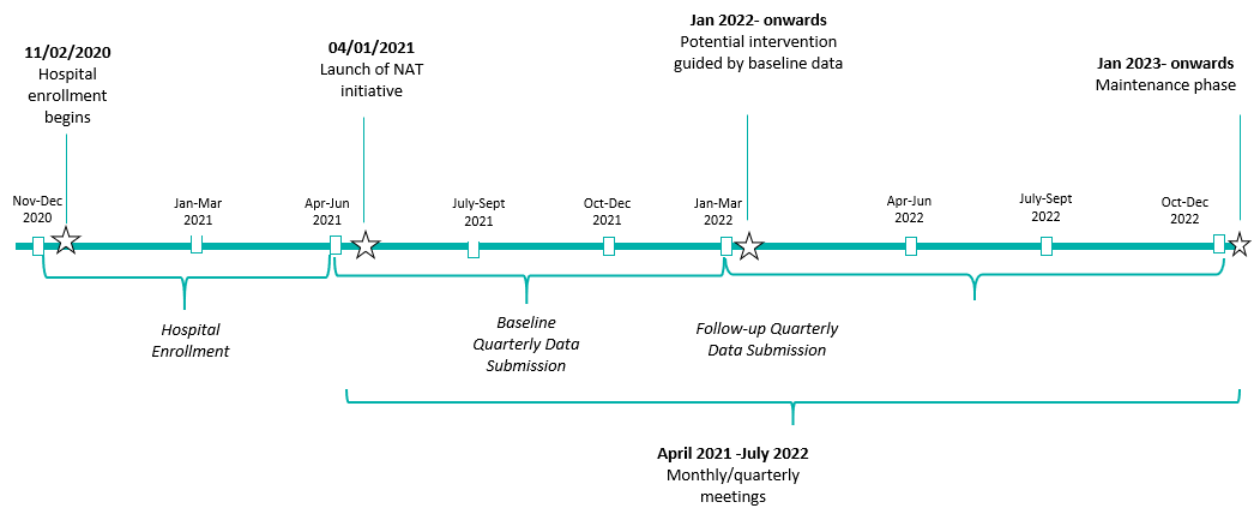 11/02/2020
Hospital
enrollment
begins
04/01/2021
Launch of NAT
initiative
Jan 2022- onwards
Potential intervention
guided by baseline data
Jan 2023- onwards
Maintenance phase
Nov-Dec
2020
Jan-Mar
2021
Apr-Jun
2021
July-Sept
2021
Oct-Dec
2021
Jan-Mar
2022
Apr-Jun
2022
July-Sept
2022
Oct-Dec
2022
Hospital
Enrollment
Baseline
Quarterly Data
Submission
Follow-up Quarterly
Data Submission
April 2021 -July 2022
Monthly/quarterly
meetings